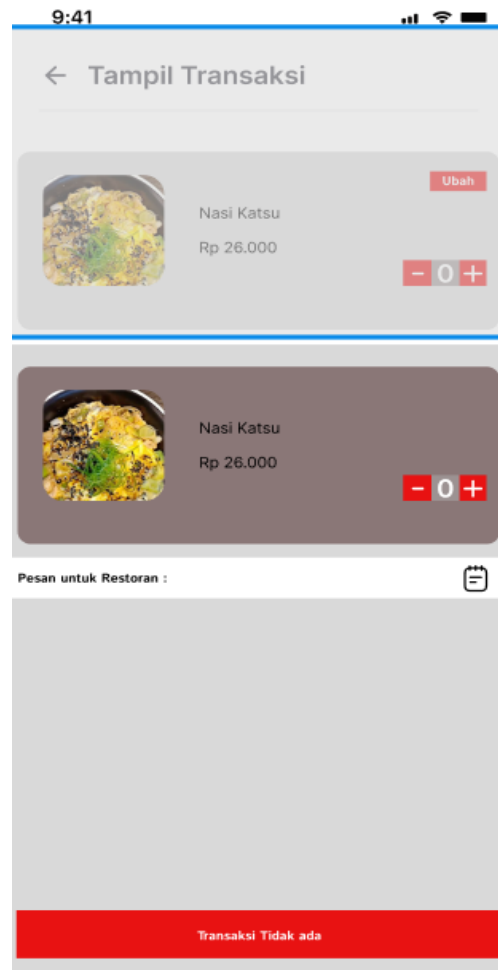 9:41
Tampil Transaksi
Ubah
Nasi Katsu
Rp 26.000
- 0 +
Nasi Katsu
Rp 26.000
- 0 +
Pesan untuk Restoran :
Transaksi Tidak ada